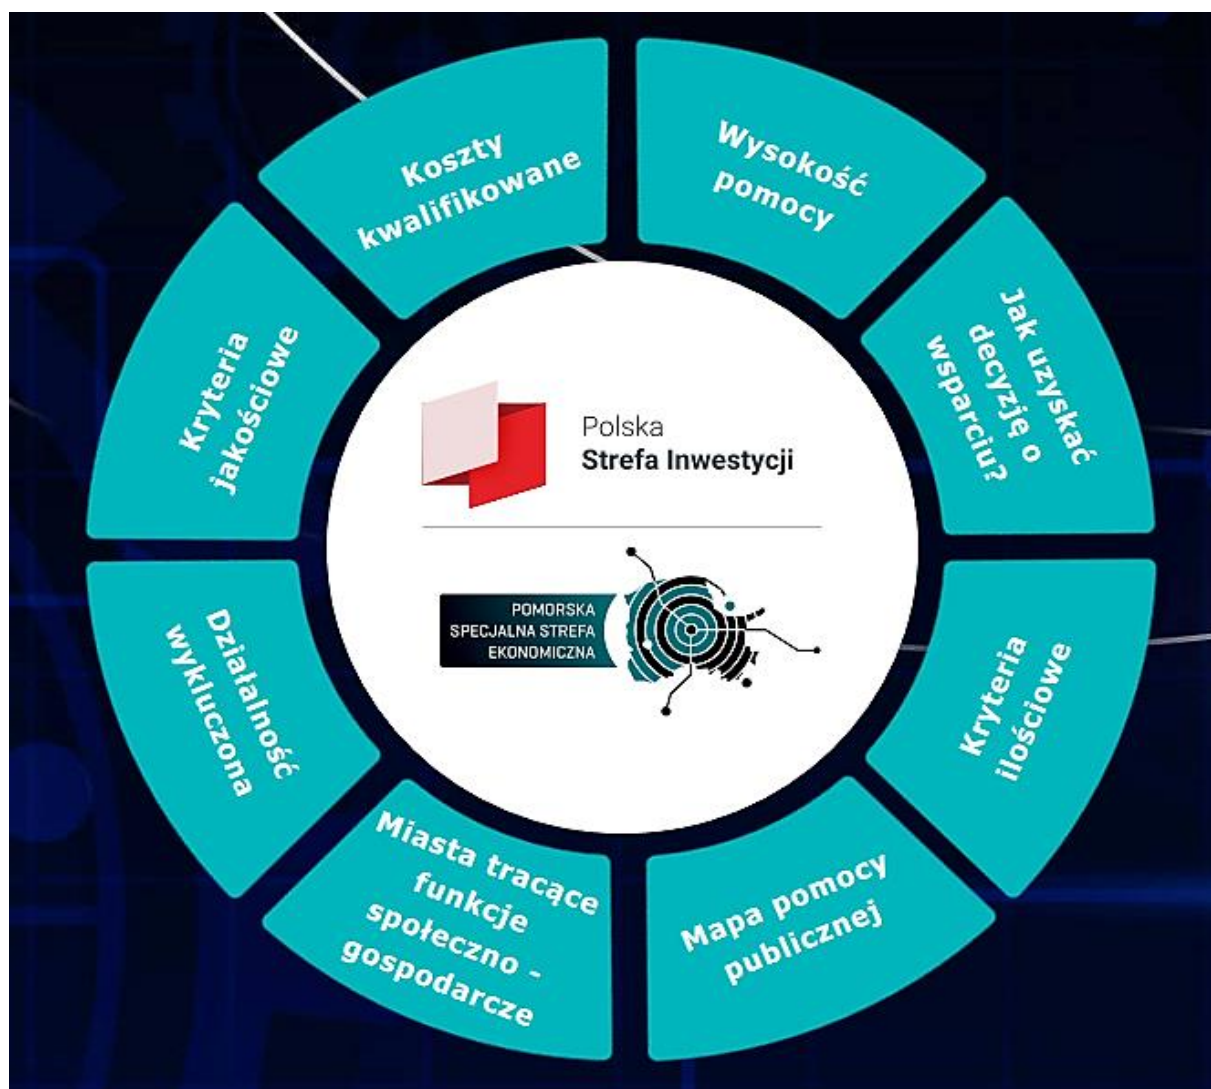 Koszty
kwalifikowane
Wysokość
pomocy
Jak uzyskać
decyzję o
wsparciu?
Kryteria
ilościowe
Mapa pomocy
publicznej
Miasta tracące
funkcje
społeczno -
gospodarcze
Działalność
wykluczona
Kryteria
jakościowe
Polska
Strefa Inwestycji
POMORSKA
SPECJALNA STREFA
EKONOMICZNA